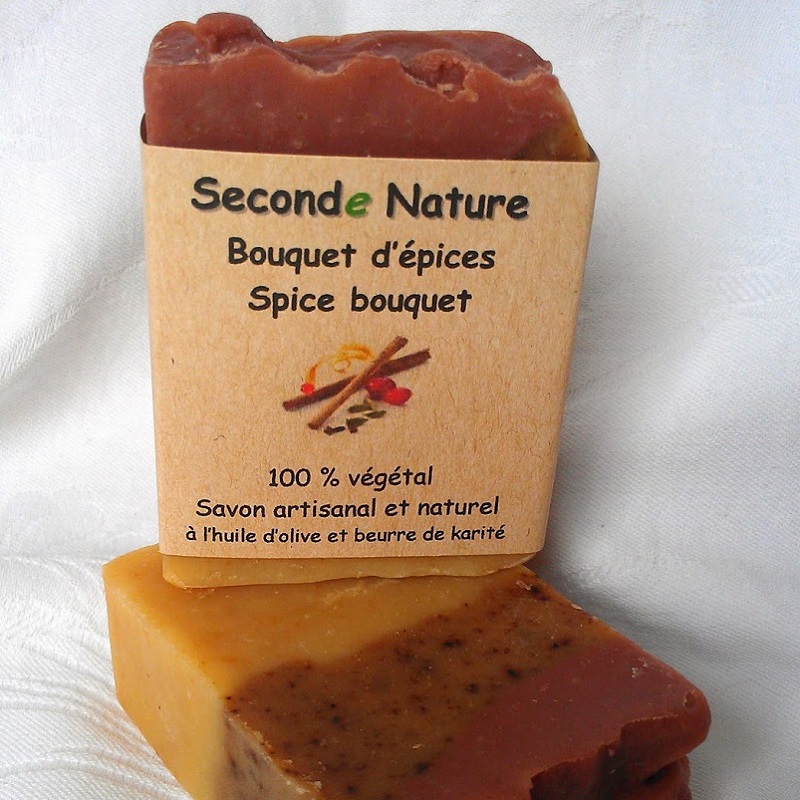 Seconde Nature
Bouquet d'épices
Spice bouquet
100 % végétal
Savon artisanal et naturel
à l'huile d'olive et beurre de karité